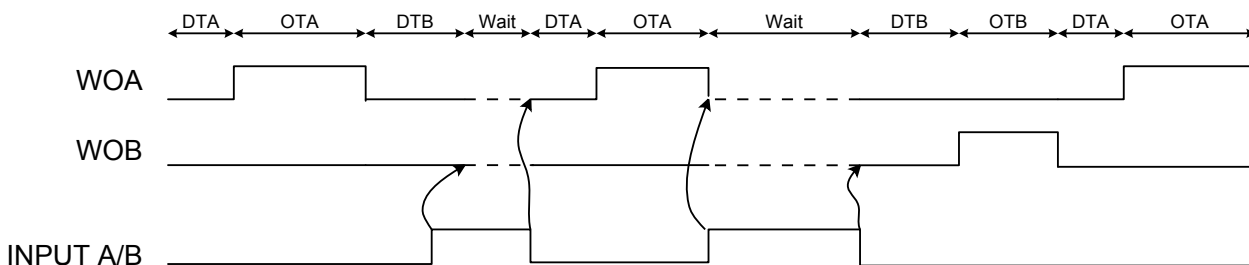 DTA OTA DTB Wait DTA OTA Wait DTB OTB DTA OTA
WOA
WOB
INPUT A/B